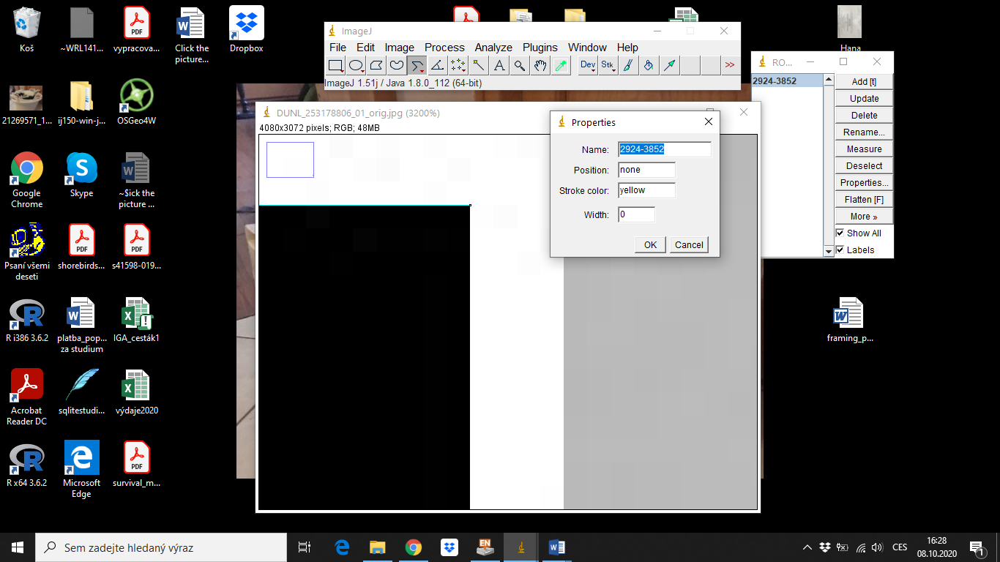 Koš
~WRL141...
vypracova...
Click the
picture...
Dropbox
21269571_1...
ij150-win-j...
OSGeo4W
Google
Chrome
Skype
~$ick the
picture ...
Psaní všemi
deseti
shorebirds...
s41598-019...
R i386 3.6.2
platba_pop...
za studium
IGA_cesták1
Acrobat
Reader DC
sqlitestudi...
výdaje2020
R x64 3.6.2
Microsoft
Edge
survival_m...
Hana
framing_p...
ImageJ
File Edit Image Process Analyze Plugins Window Help
A Dev Stk >>
ImageJ 1.51j / Java 1.8.0_112 (64-bit)
DUNL_253178806_01_orig.jpg (3200%)
4080x3072 pixels; RGB; 48MB
Properties
Name: 2924-3852
Position: none
Stroke color: yellow
Width: 0
OK Cancel
RO...
2924-3852
Add [t]
Update
Delete
Rename...
Measure
Deselect
Properties...
Flatten [F]
More »
Show All
Labels
Sem zadejte hledaný výraz
EN
CES
16:28
08.10.2020
1